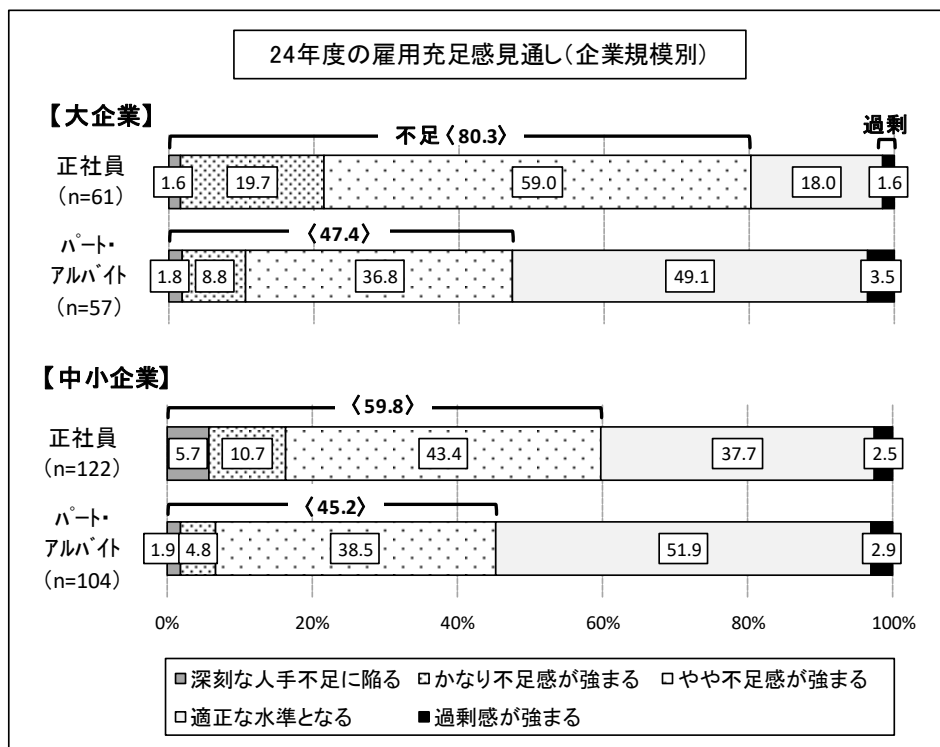 24年度の雇用充足感見通し(企業規模別)
【大企業】
不足〈80.3〉
過剰
正社員
(n=61)
1.6 19.7 59.0 18.0 1.6
〈47.4〉
パート・
アルバイト
(n=57)
1.8 8.8 36.8 49.1 3.5
【中小企業】
〈59.8〉
正社員
(n=122)
5.7 10.7 43.4 37.7 2.5
〈45.2〉
パート・
アルバイト
(n=104)
1.9 4.8 38.5 51.9 2.9
0% 20% 40% 60% 80% 100%
深刻な人手不足に陥る かなり不足感が強まる やや不足感が強まる
適正な水準となる 過剰感が強まる